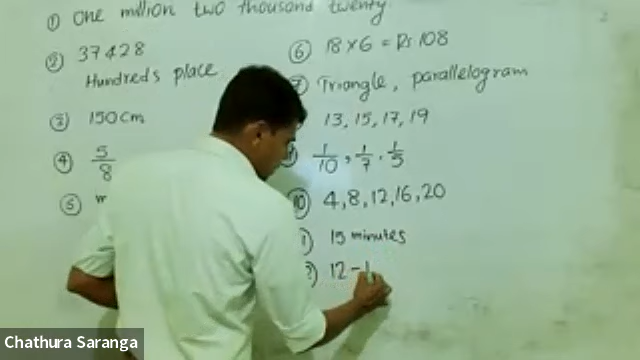 ① One million two thousand twenty
② 37428
Hundreds place
③ 150cm
④ 5/8
⑤
⑥ 18 × 6 = Rs 108
Triangle, parallelogram
13, 15, 17, 19
1/10, 1/7, 1/5
⑩ 4, 8, 12, 16, 20
15 minutes
12 -
Chathura Saranga